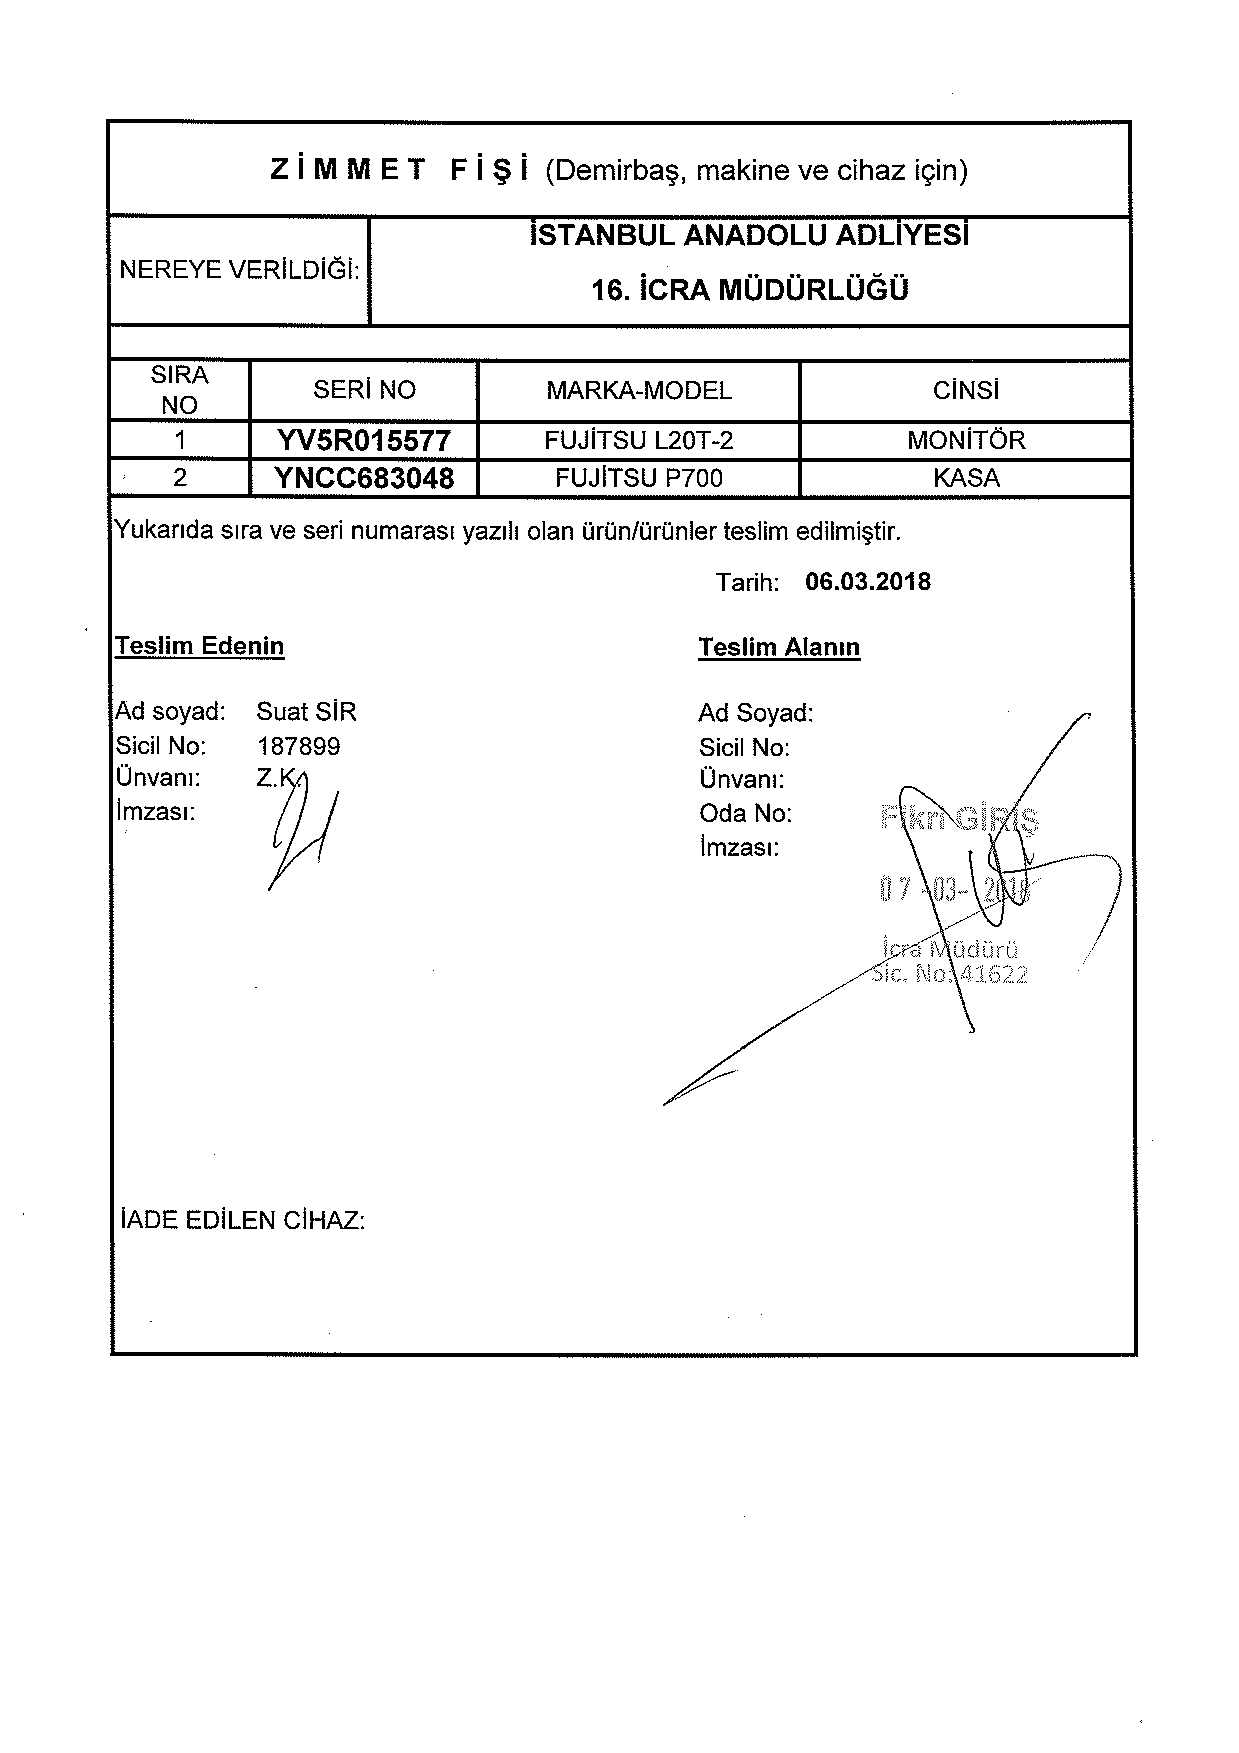 ZİMMET FİŞİ (Demirbaş, makine ve cihaz için)
NEREYE VERİLDİĞİ:
İSTANBUL ANADOLU ADLİYESİ
16. İCRA MÜDÜRLÜĞÜ
SIRA NO SERİ NO MARKA-MODEL CİNSİ
1 YV5R015577 FUJİTSU L20T-2 MONİTÖR
2 YNCC683048 FUJİTSU P700 KASA
Yukarıda sıra ve seri numarası yazılı olan ürün/ürünler teslim edilmiştir.
Tarih: 06.03.2018
Teslim Edenin
Ad soyad: Suat SİR
Sicil No: 187899
Ünvanı: Z.K.
İmzası:
Teslim Alanın
Ad Soyad:
Sicil No:
Ünvanı:
Oda No:
İmzası:
Fikri GİRİŞ
07-03-2018
İcra Müdürü
Sic. No: 41622
İADE EDİLEN CİHAZ: